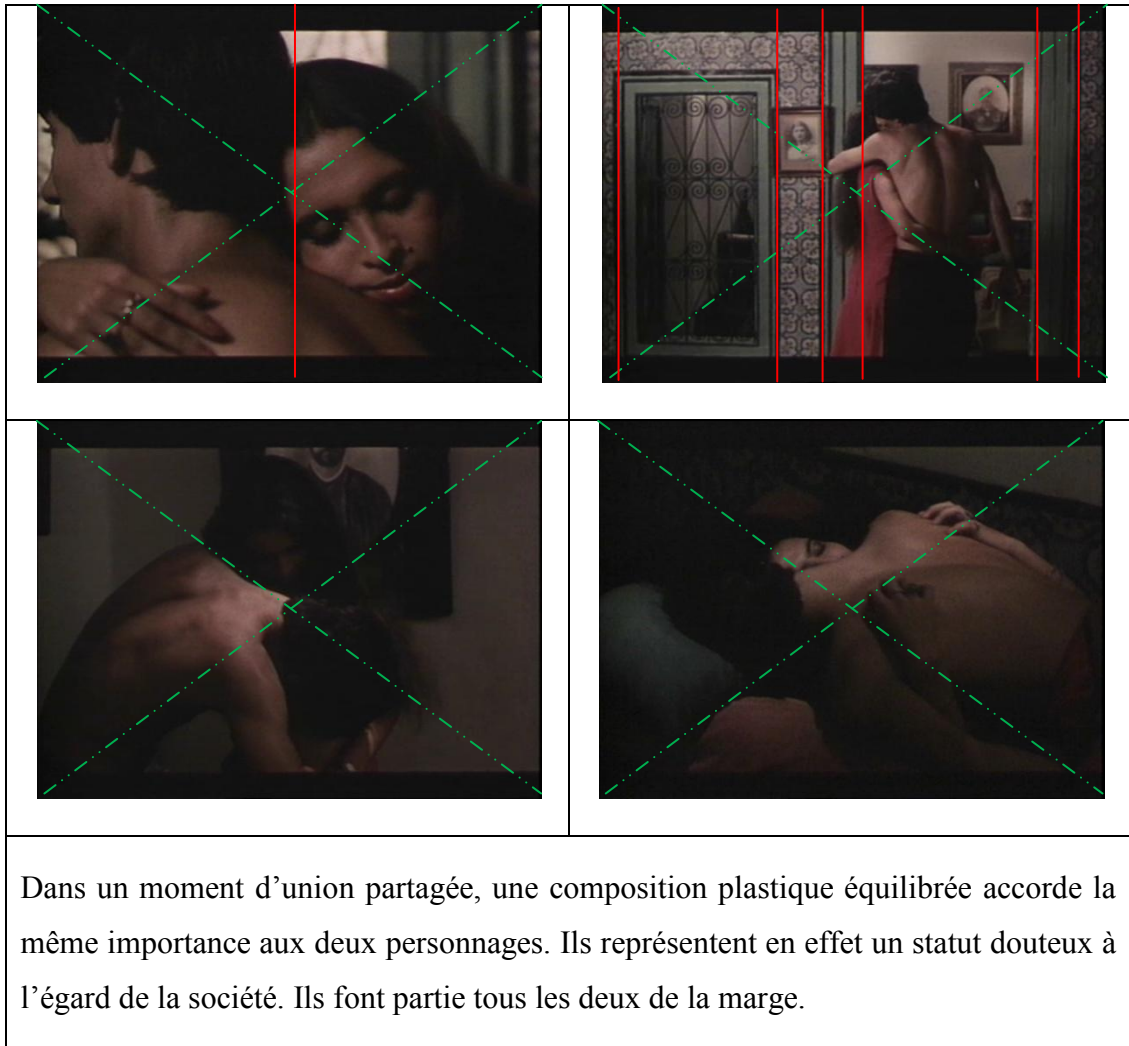 Dans un moment d’union partagée, une composition plastique équilibrée accorde la
même importance aux deux personnages. Ils représentent en effet un statut douteux à
l’égard de la société. Ils font partie tous les deux de la marge.